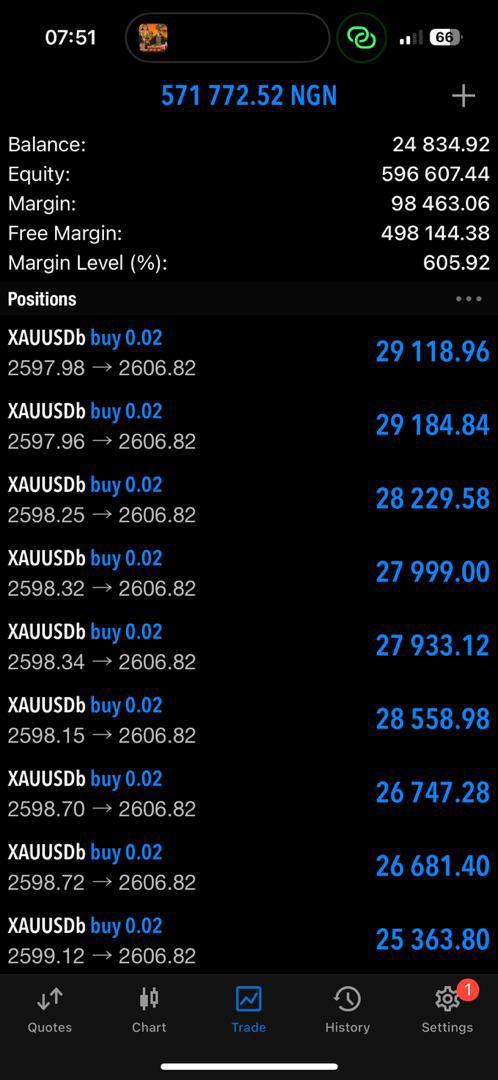 07:51
66
571 772.52 NGN
Balance: 24 834.92
Equity: 596 607.44
Margin: 98 463.06
Free Margin: 498 144.38
Margin Level (%): 605.92
Positions
XAUUSDb buy 0.02
2597.98 → 2606.82
29 118.96
XAUUSDb buy 0.02
2597.96 → 2606.82
29 184.84
XAUUSDb buy 0.02
2598.25 → 2606.82
28 229.58
XAUUSDb buy 0.02
2598.32 → 2606.82
27 999.00
XAUUSDb buy 0.02
2598.34 → 2606.82
27 933.12
XAUUSDb buy 0.02
2598.15 → 2606.82
28 558.98
XAUUSDb buy 0.02
2598.70 → 2606.82
26 747.28
XAUUSDb buy 0.02
2598.72 → 2606.82
26 681.40
XAUUSDb buy 0.02
2599.12 → 2606.82
25 363.80
1
Quotes Chart Trade History Settings